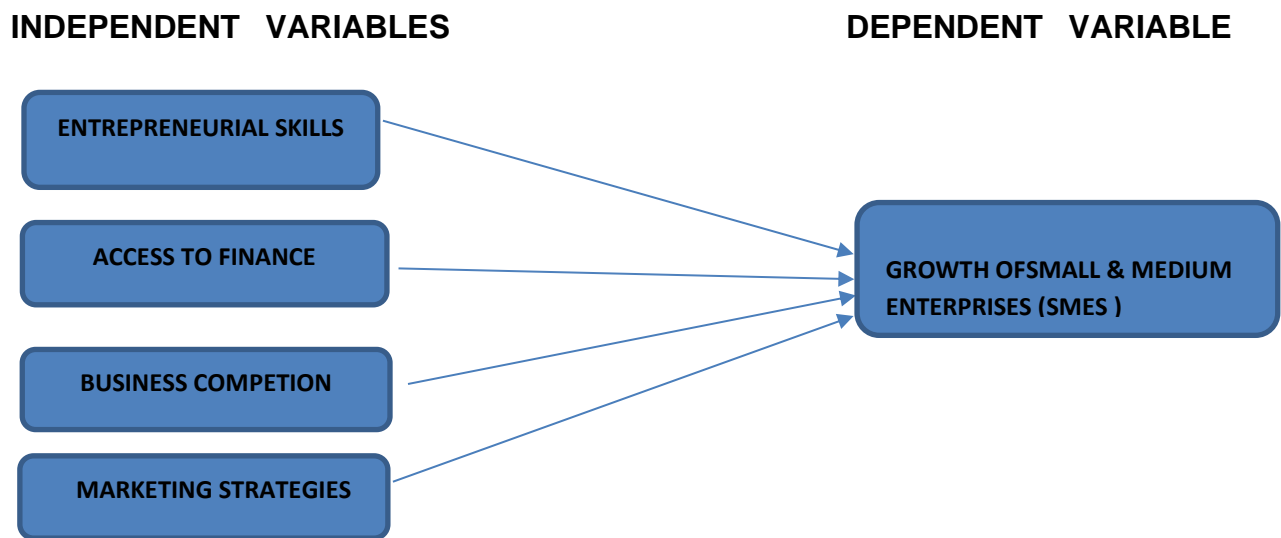 INDEPENDENT VARIABLES
DEPENDENT VARIABLE
ENTREPRENEURIAL SKILLS
ACCESS TO FINANCE
BUSINESS COMPETION
MARKETING STRATEGIES
GROWTH OFSMALL & MEDIUM
ENTERPRISES (SMES )